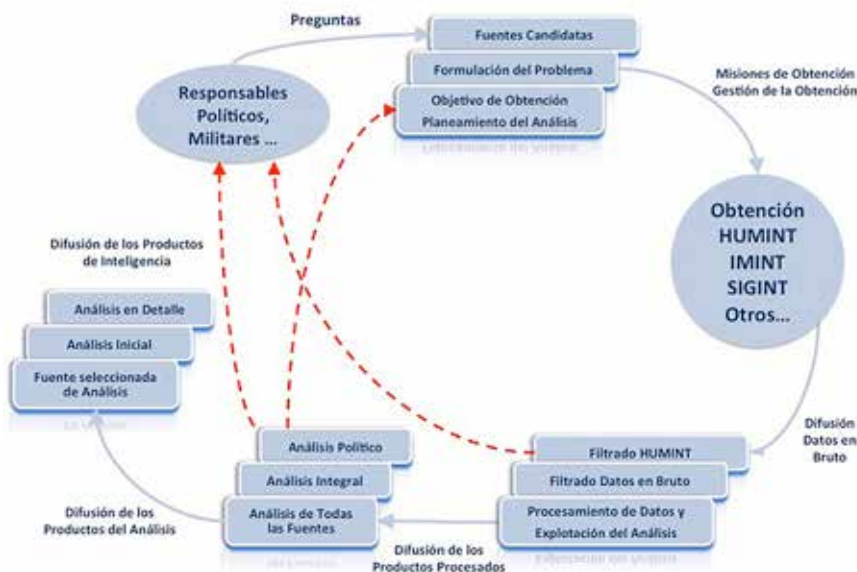 Preguntas
Fuentes Candidatas
Formulación del Problema
Objetivo de Obtención
Planeamiento del Análisis
Responsables
Políticos,
Militares ...
Misiones de Obtención
Gestión de la Obtención
Obtención
HUMINT
IMINT
SIGINT
Otros...
Difusión de los Productos
de Inteligencia
Análisis en Detalle
Análisis Inicial
Fuente seleccionada
de Análisis
Difusión
Datos en
Bruto
Análisis Político
Análisis Integral
Análisis de Todas
las Fuentes
Filtrado HUMINT
Filtrado Datos en Bruto
Procesamiento de Datos y
Explotación del Análisis
Difusión de los
Productos del Análisis
Difusión de los
Productos Procesados